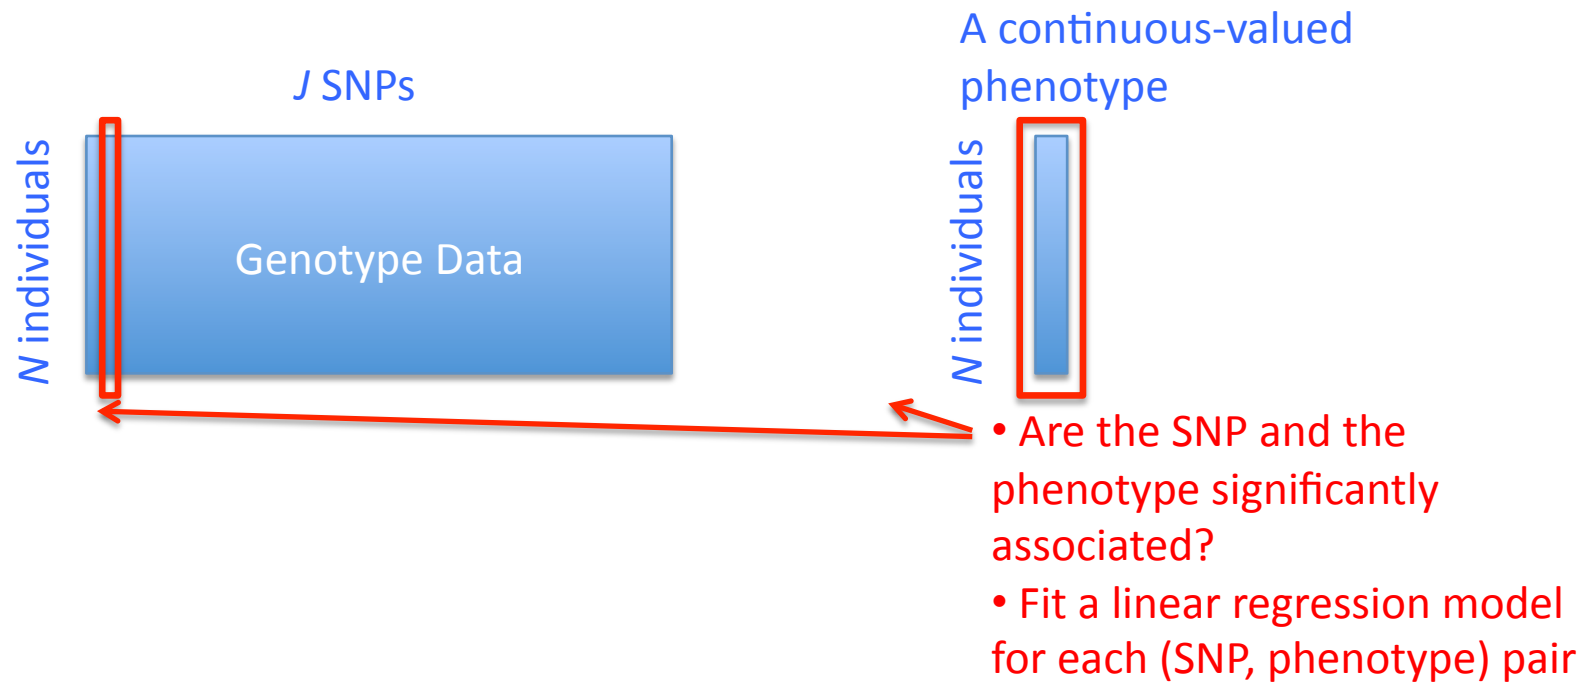 J SNPs
N individuals
Genotype Data
A continuous-valued
phenotype
N individuals
• Are the SNP and the
phenotype significantly
associated?
• Fit a linear regression model
for each (SNP, phenotype) pair